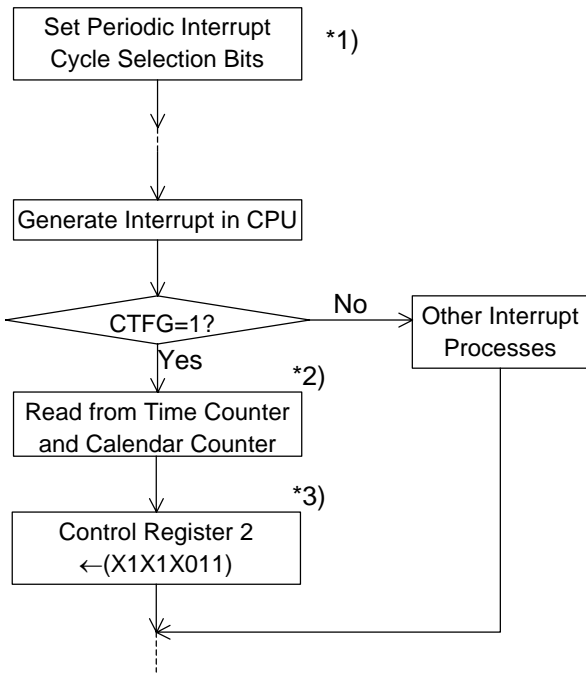 Set Periodic Interrupt
Cycle Selection Bits
*1)
Generate Interrupt in CPU
CTFG=1?
No
Other Interrupt
Processes
Yes
*2)
Read from Time Counter
and Calendar Counter
*3)
Control Register 2
←(X1X1X011)